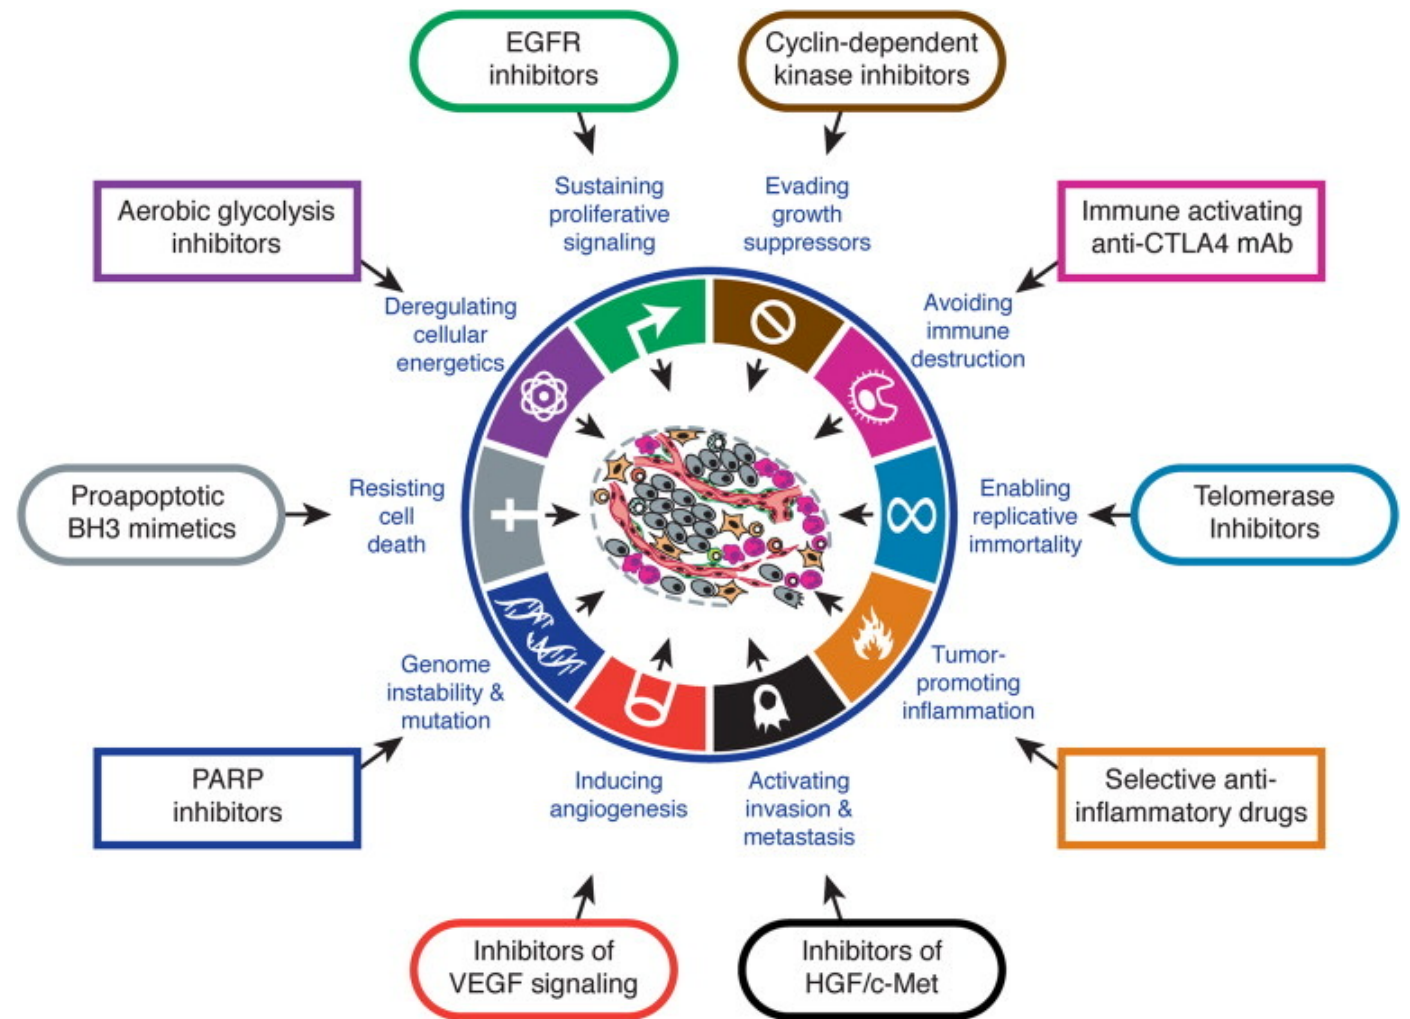 EGFR
inhibitors
Cyclin-dependent
kinase inhibitors
Sustaining
proliferative
signaling
Evading
growth
suppressors
Aerobic glycolysis
inhibitors
Immune activating
anti-CTLA4 mAb
Deregulating
cellular
energetics
Avoiding
immune
destruction
Proapoptotic
BH3 mimetics
Resisting
cell
death
Enabling
replicative
immortality
Telomerase
Inhibitors
Genome
instability &
mutation
Tumor-
promoting
inflammation
PARP
inhibitors
Inducing
angiogenesis
Activating
invasion &
metastasis
Selective anti-
inflammatory drugs
Inhibitors of
VEGF signaling
Inhibitors of
HGF/c-Met